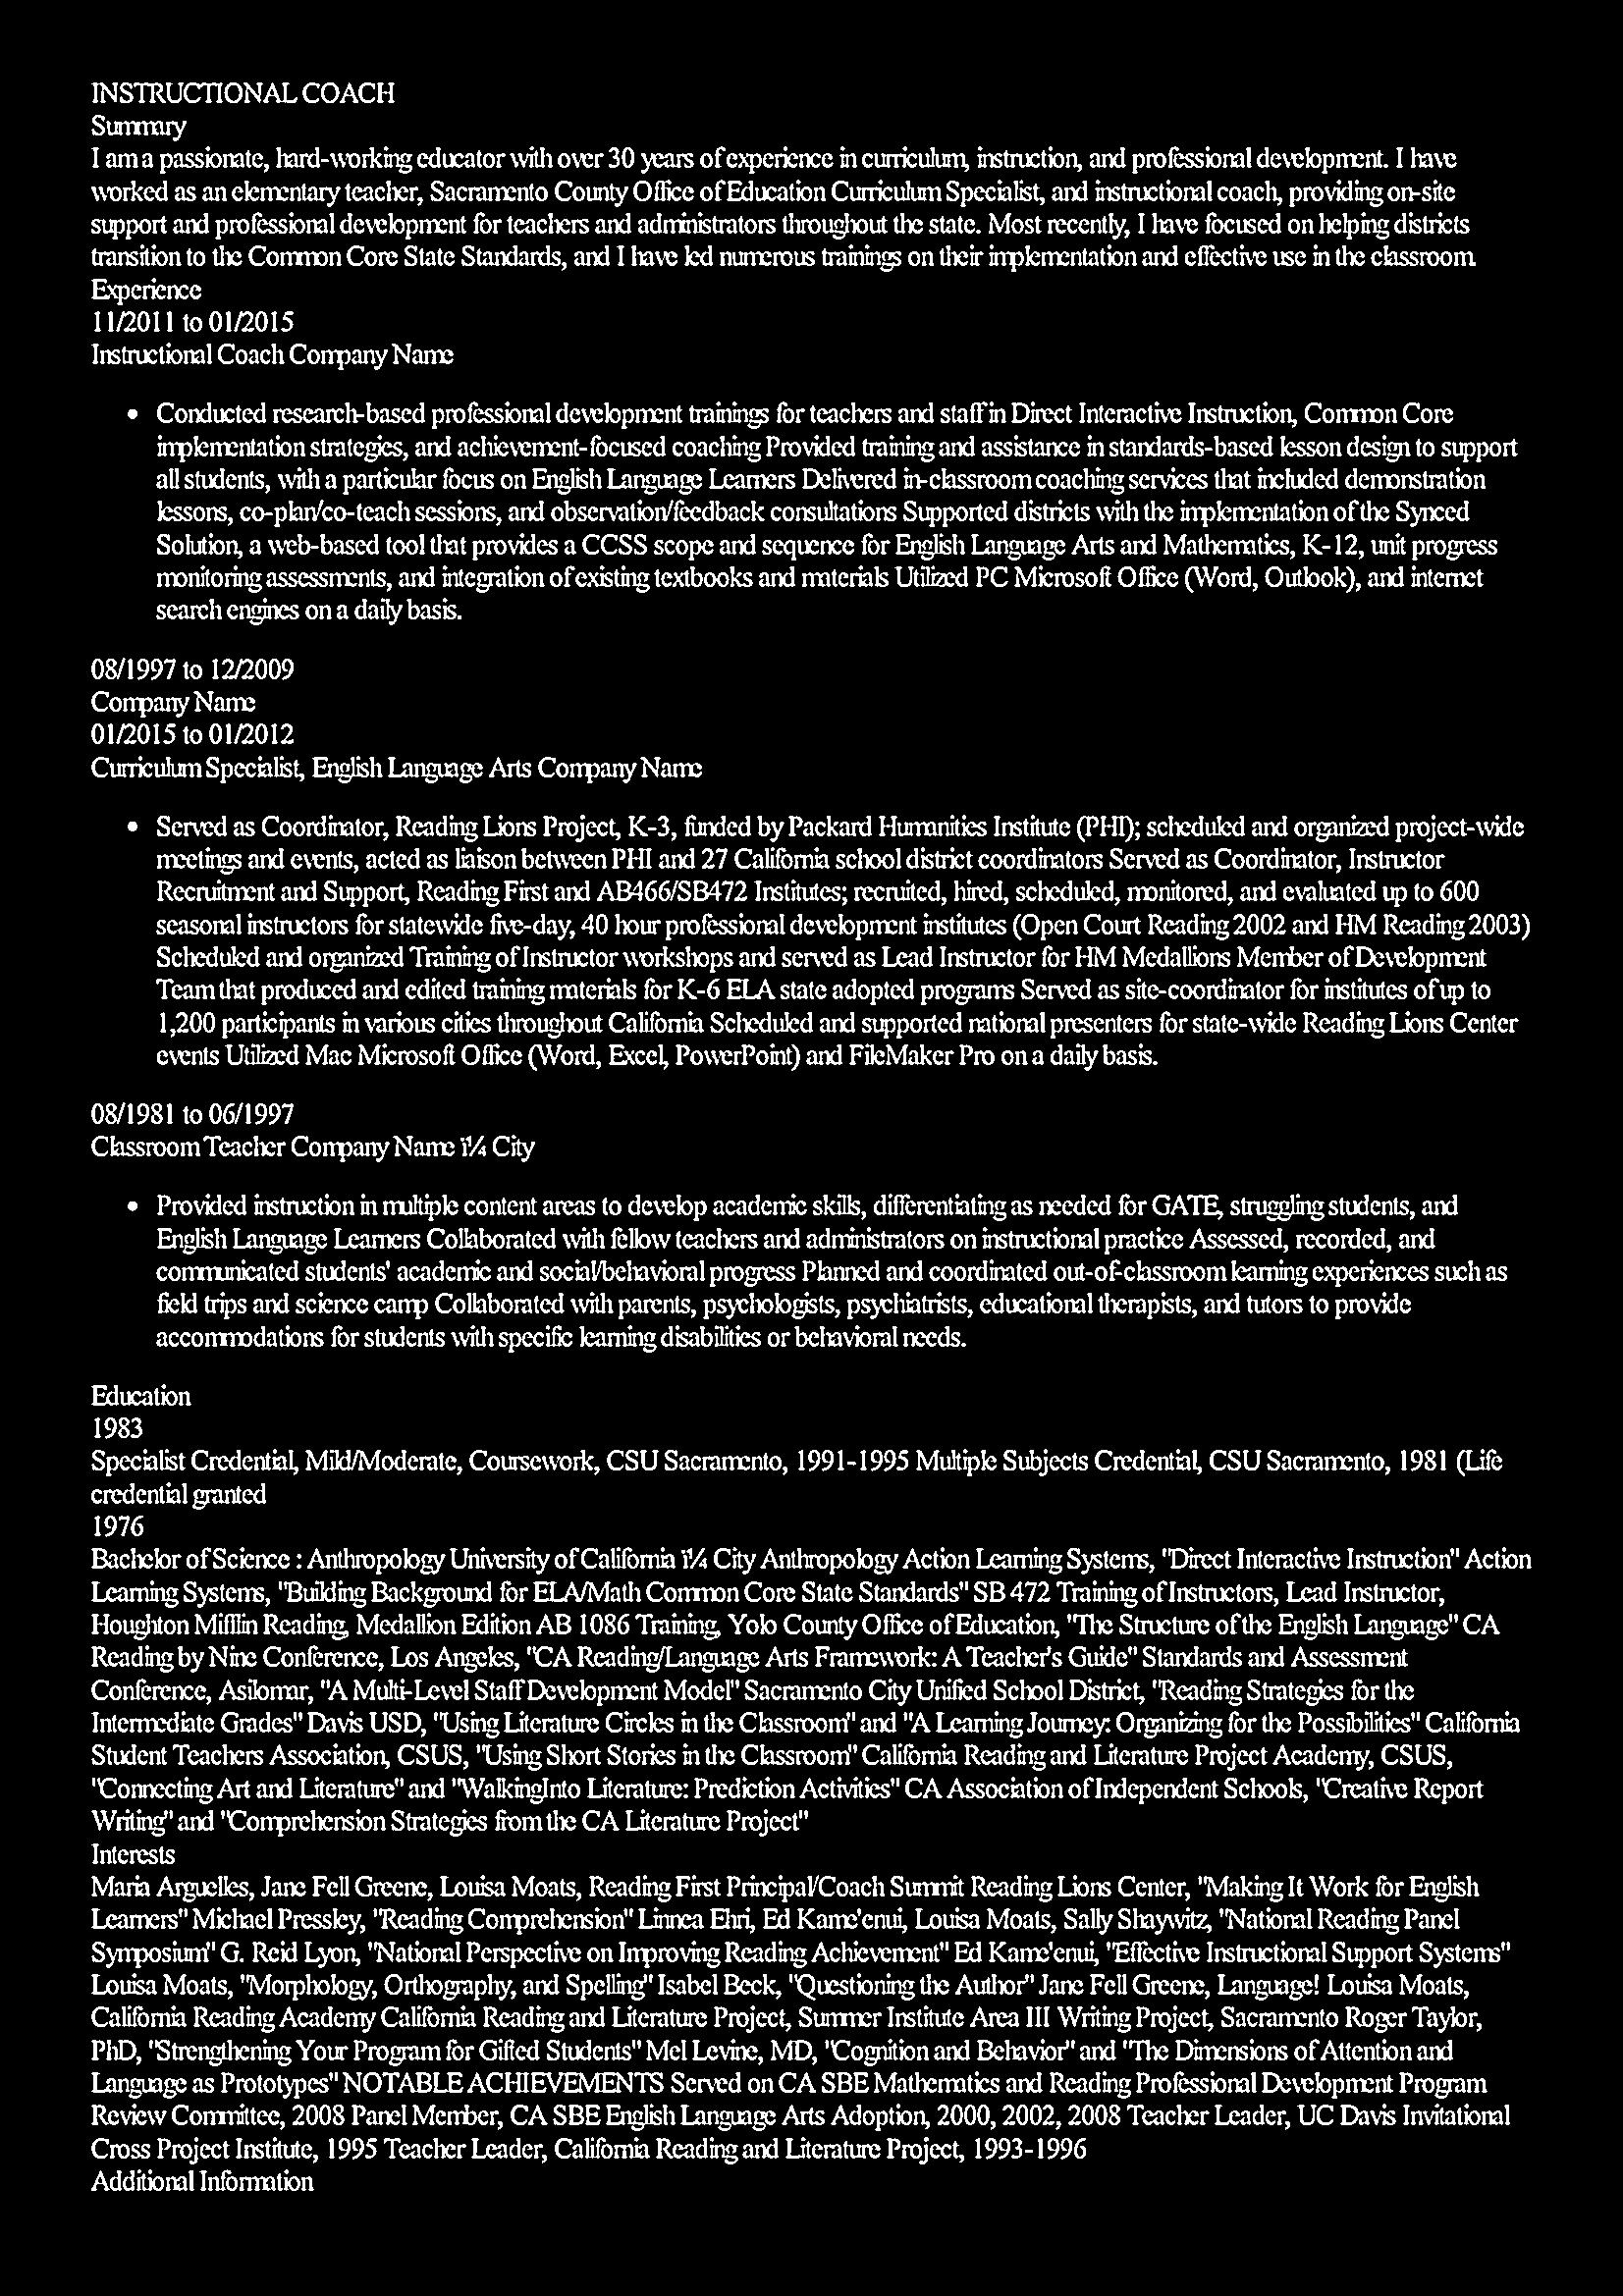 INSTRUCTIONAL COACH
Summary
I am a passionate, hard-working educator with over 30 years of experience in curriculum, instruction, and professional development. I have
worked as an elementary teacher, Sacramento County Office of Education Curriculum Specialist, and instructional coach, providing on-site
support and professional development for teachers and administrators throughout the state. Most recently, I have focused on helping districts
transition to the Common Core State Standards, and I have led numerous trainings on their implementation and effective use in the classroom.
Experience
11/2011 to 01/2015
Instructional Coach Company Name
• Conducted research-based professional development trainings for teachers and staff in Direct Interactive Instruction, Common Core
implementation strategies, and achievement-focused coaching Provided training and assistance in standards-based lesson design to support
all students, with a particular focus on English Language Learners Delivered in-classroom coaching services that included demonstration
lessons, co-plan/co-teach sessions, and observation/feedback consultations Supported districts with the implementation of the Synced
Solution, a web-based tool that provides a CCSS scope and sequence for English Language Arts and Mathematics, K-12, unit progress
monitoring assessments, and integration of existing textbooks and materials Utilized PC Microsoft Office (Word, Outlook), and internet
search engines on a daily basis.
08/1997 to 12/2009
Company Name
01/2015 to 01/2012
Curriculum Specialist, English Language Arts Company Name
• Served as Coordinator, Reading Lions Project, K-3, funded by Packard Humanities Institute (PHI); scheduled and organized project-wide
meetings and events, acted as liaison between PHI and 27 California school district coordinators Served as Coordinator, Instructor
Recruitment and Support, Reading First and AB466/SB472 Institutes; recruited, hired, scheduled, monitored, and evaluated up to 600
seasonal instructors for statewide five-day, 40 hour professional development institutes (Open Court Reading 2002 and HM Reading 2003)
Scheduled and organized Training of Instructor workshops and served as Lead Instructor for HM Medallions Member of Development
Team that produced and edited training materials for K-6 ELA state adopted programs Served as site-coordinator for institutes of up to
1,200 participants in various cities throughout California Scheduled and supported national presenters for state-wide Reading Lions Center
events Utilized Mac Microsoft Office (Word, Excel, PowerPoint) and FileMaker Pro on a daily basis.
08/1981 to 06/1997
Classroom Teacher Company Name ï¼ City
• Provided instruction in multiple content areas to develop academic skills, differentiating as needed for GATE, struggling students, and
English Language Learners Collaborated with fellow teachers and administrators on instructional practice Assessed, recorded, and
communicated students' academic and social/behavioral progress Planned and coordinated out-of-classroom learning experiences such as
field trips and science camp Collaborated with parents, psychologists, psychiatrists, educational therapists, and tutors to provide
accommodations for students with specific learning disabilities or behavioral needs.
Education
1983
Specialist Credential, Mild/Moderate, Coursework, CSU Sacramento, 1991-1995 Multiple Subjects Credential, CSU Sacramento, 1981 (Life
credential granted
1976
Bachelor of Science : Anthropology University of California ï¼ City Anthropology Action Learning Systems, "Direct Interactive Instruction" Action
Learning Systems, "Building Background for ELA/Math Common Core State Standards" SB 472 Training of Instructors, Lead Instructor,
Houghton Mifflin Reading, Medallion Edition AB 1086 Training, Yolo County Office of Education, "The Structure of the English Language" CA
Reading by Nine Conference, Los Angeles, "CA Reading/Language Arts Framework: A Teacher's Guide" Standards and Assessment
Conference, Asilomar, "A Multi-Level Staff Development Model" Sacramento City Unified School District, "Reading Strategies for the
Intermediate Grades" Davis USD, "Using Literature Circles in the Classroom" and "A Learning Journey: Organizing for the Possibilities" California
Student Teachers Association, CSUS, "Using Short Stories in the Classroom" California Reading and Literature Project Academy, CSUS,
"Connecting Art and Literature" and "WalkingInto Literature: Prediction Activities" CA Association of Independent Schools, "Creative Report
Writing" and "Comprehension Strategies from the CA Literature Project"
Interests
Maria Arguelles, Jane Fell Greene, Louisa Moats, Reading First Principal/Coach Summit Reading Lions Center, "Making It Work for English
Learners" Michael Pressley, "Reading Comprehension" Linnea Ehri, Ed Kame'enui, Louisa Moats, Sally Shaywitz, "National Reading Panel
Symposium" G. Reid Lyon, "National Perspective on Improving Reading Achievement" Ed Kame'enui, "Effective Instructional Support Systems"
Louisa Moats, "Morphology, Orthography, and Spelling" Isabel Beck, "Questioning the Author" Jane Fell Greene, Language! Louisa Moats,
California Reading Academy California Reading and Literature Project, Summer Institute Area III Writing Project, Sacramento Roger Taylor,
PhD, "Strengthening Your Program for Gifted Students" Mel Levine, MD, "Cognition and Behavior" and "The Dimensions of Attention and
Language as Prototypes" NOTABLE ACHIEVEMENTS Served on CA SBE Mathematics and Reading Professional Development Program
Review Committee, 2008 Panel Member, CA SBE English Language Arts Adoption, 2000, 2002, 2008 Teacher Leader, UC Davis Invitational
Cross Project Institute, 1995 Teacher Leader, California Reading and Literature Project, 1993-1996
Additional Information